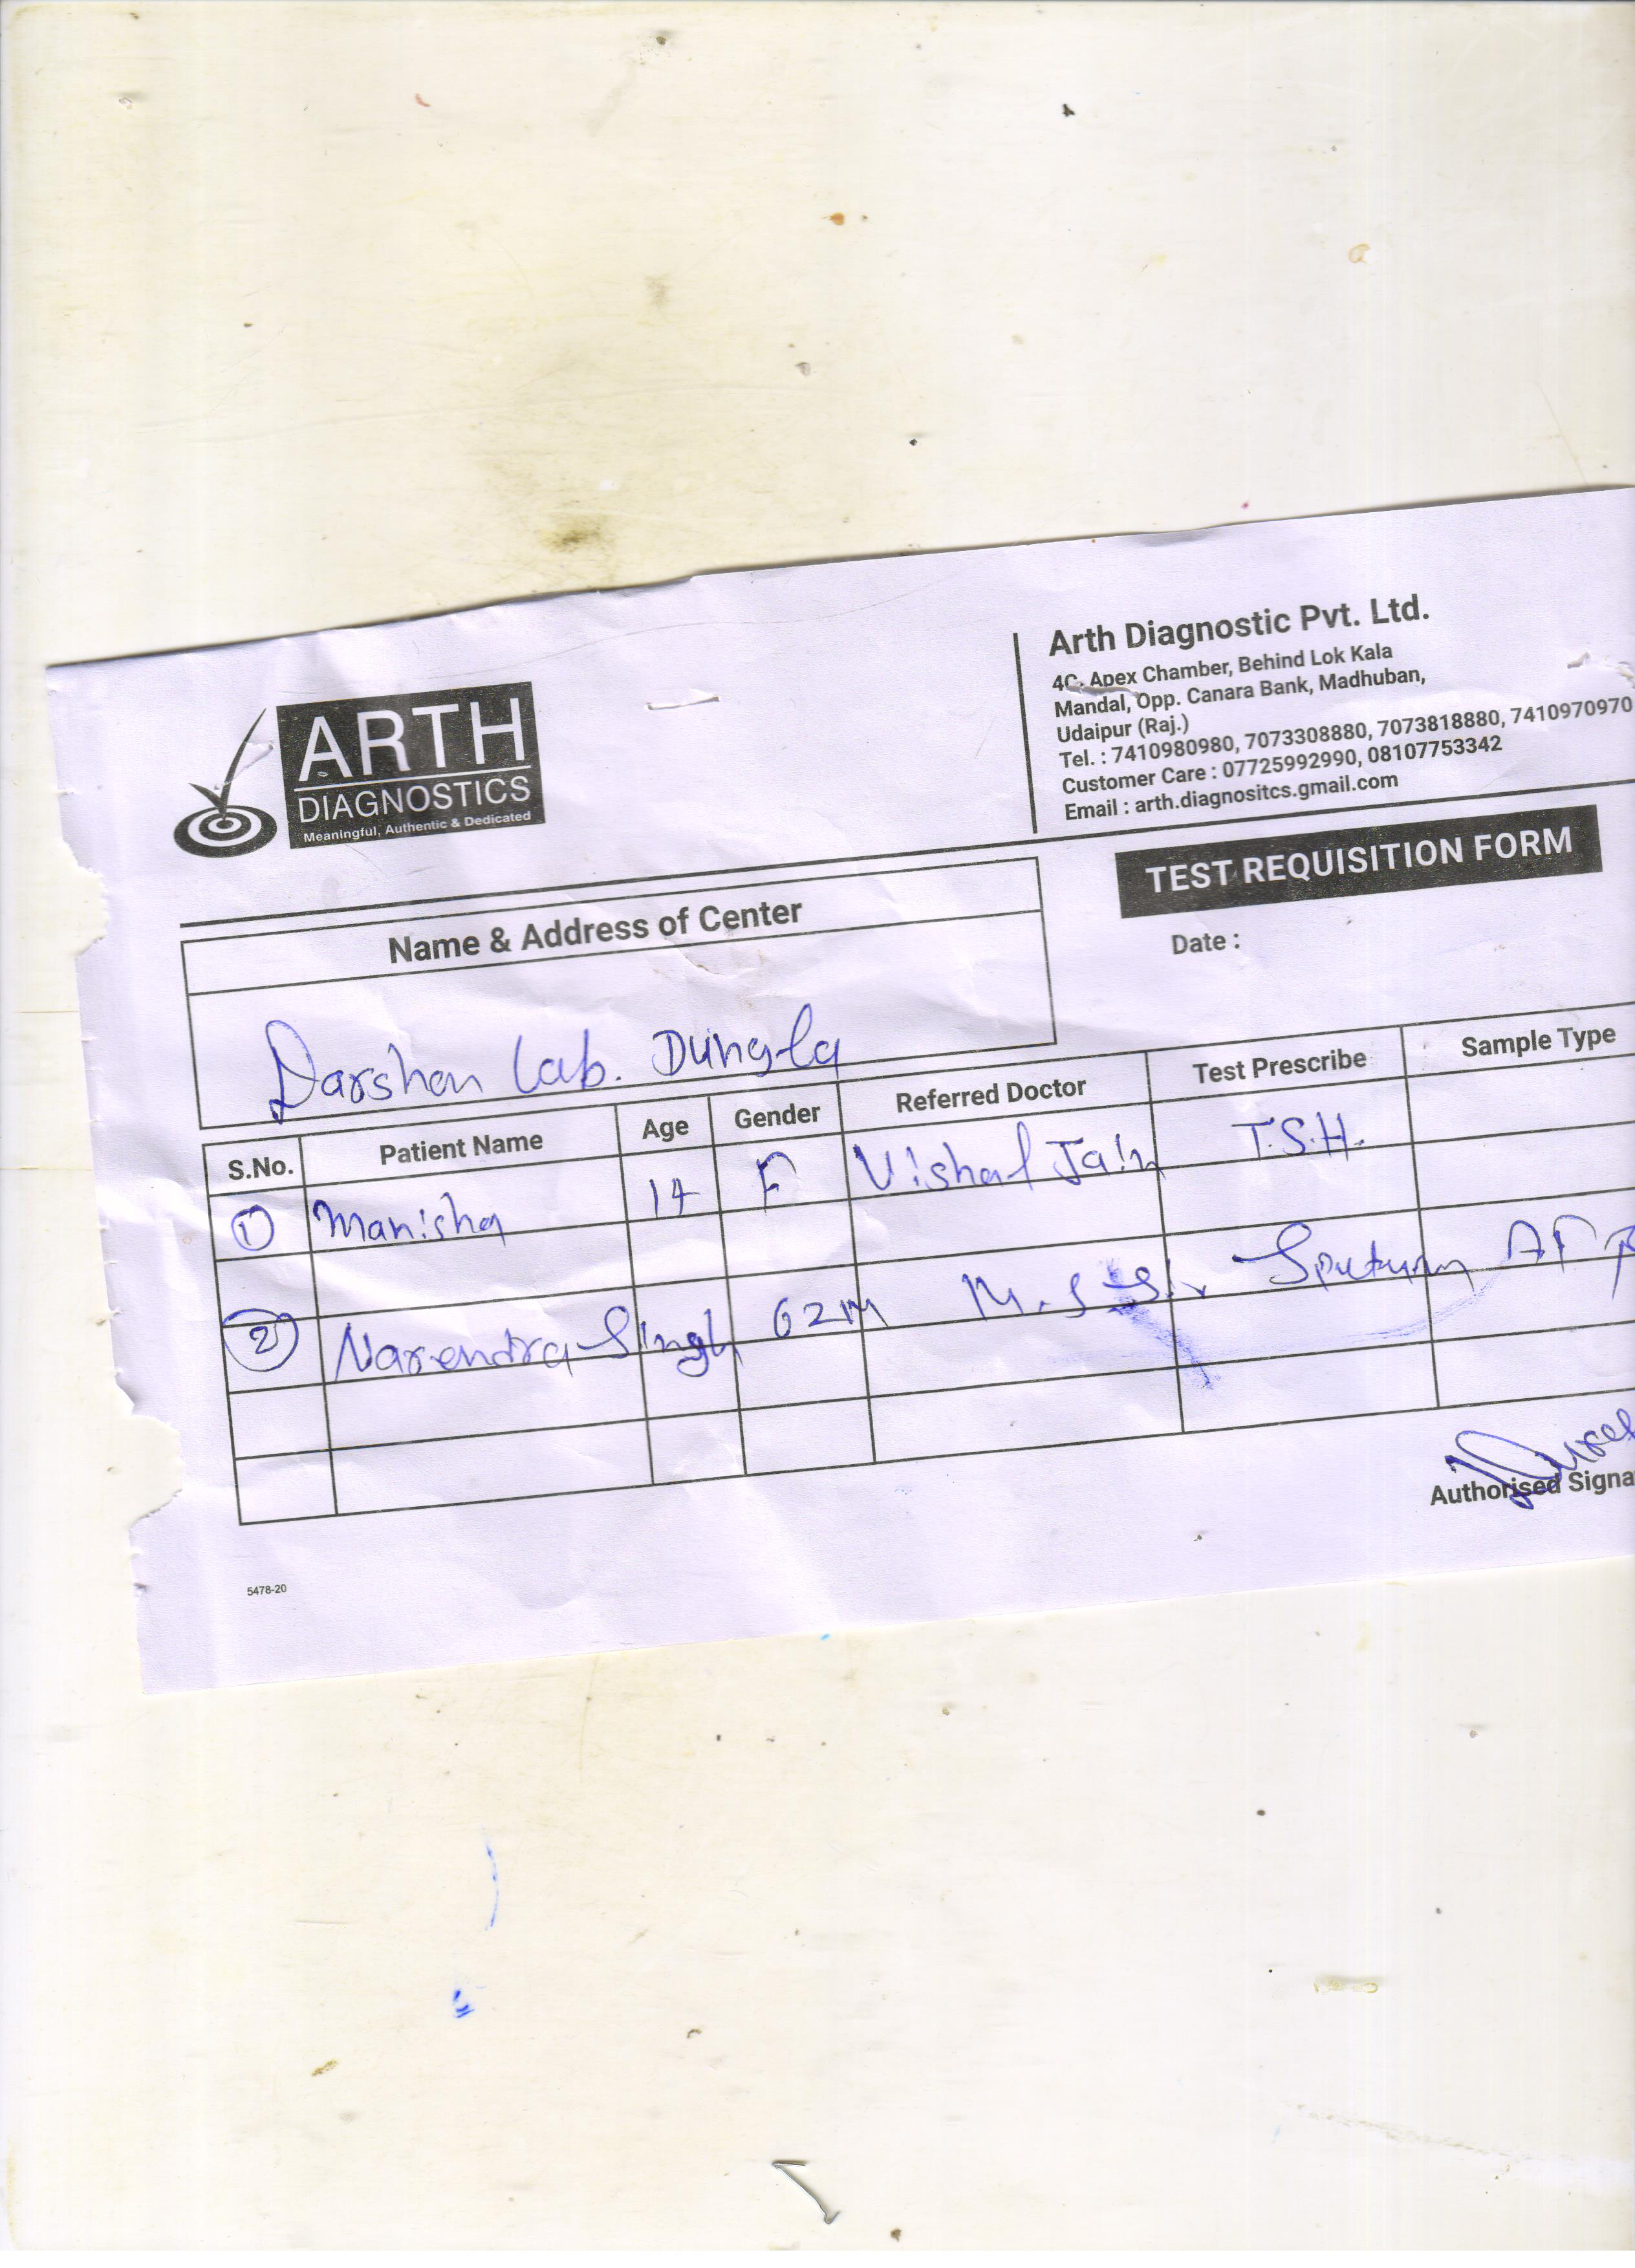 ARTH
DIAGNOSTICS
Meaningful, Authentic & Dedicated
Arth Diagnostic Pvt. Ltd.
4C, Apex Chamber, Behind Lok Kala
Mandal, Opp. Canara Bank, Madhuban,
Udaipur (Raj.)
Tel. : 7410980980, 7073308880, 7073818880, 7410970970
Customer Care : 07725992990, 08107753342
Email : arth.diagnositcs.gmail.com
TEST REQUISITION FORM
Name & Address of Center
Date :
Darshan Lab. Dungla
S.No. Patient Name Age Gender Referred Doctor Test Prescribe Sample Type
1 Manisha 14 F Vishal Jain T.S.H.
2 Narendra Singh 62 M M.S Sir Sputum AF
Authorised Signa
5478-20